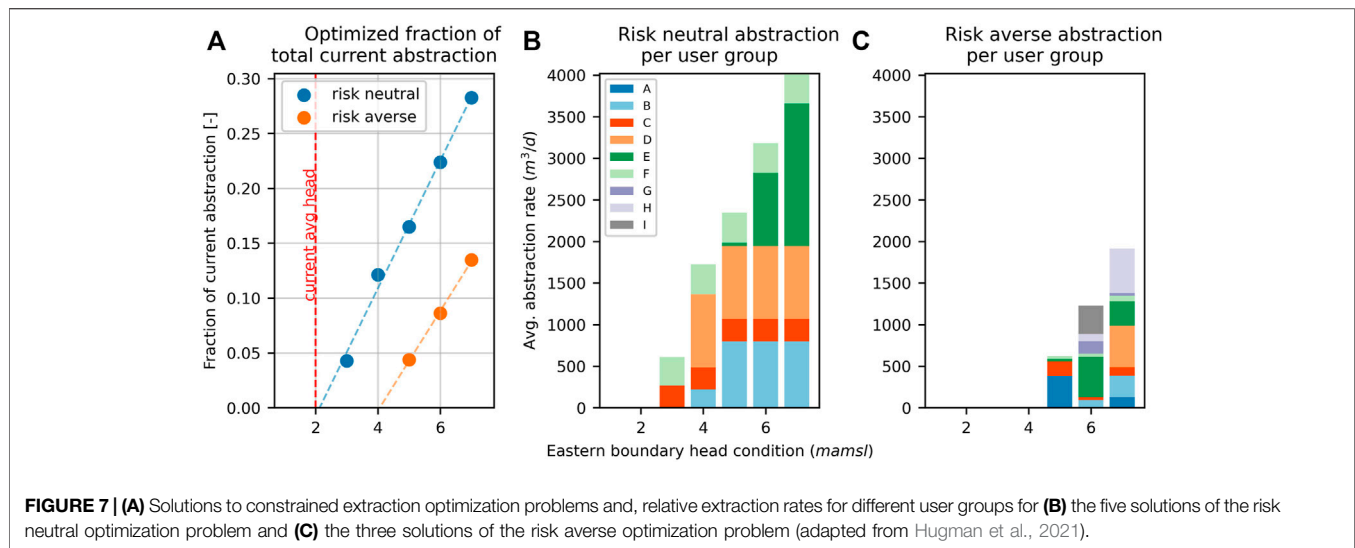 A
Optimized fraction of
total current abstraction
0.30
0.25
0.20
0.15
0.10
0.05
0.00
Fraction of current abstraction [-]
risk neutral
risk averse
current avg head
2
4
6
B
Risk neutral abstraction
per user group
4000
3500
3000
2500
2000
1500
1000
500
0
Avg. abstraction rate (m³/d)
A
B
C
D
E
F
G
H
I
2
4
6
C
Risk averse abstraction
per user group
4000
3500
3000
2500
2000
1500
1000
500
0
2
4
6
Eastern boundary head condition (mamsl)
FIGURE 7 | (A) Solutions to constrained extraction optimization problems and, relative extraction rates for different user groups for (B) the five solutions of the risk
neutral optimization problem and (C) the three solutions of the risk averse optimization problem (adapted from Hugman et al., 2021).